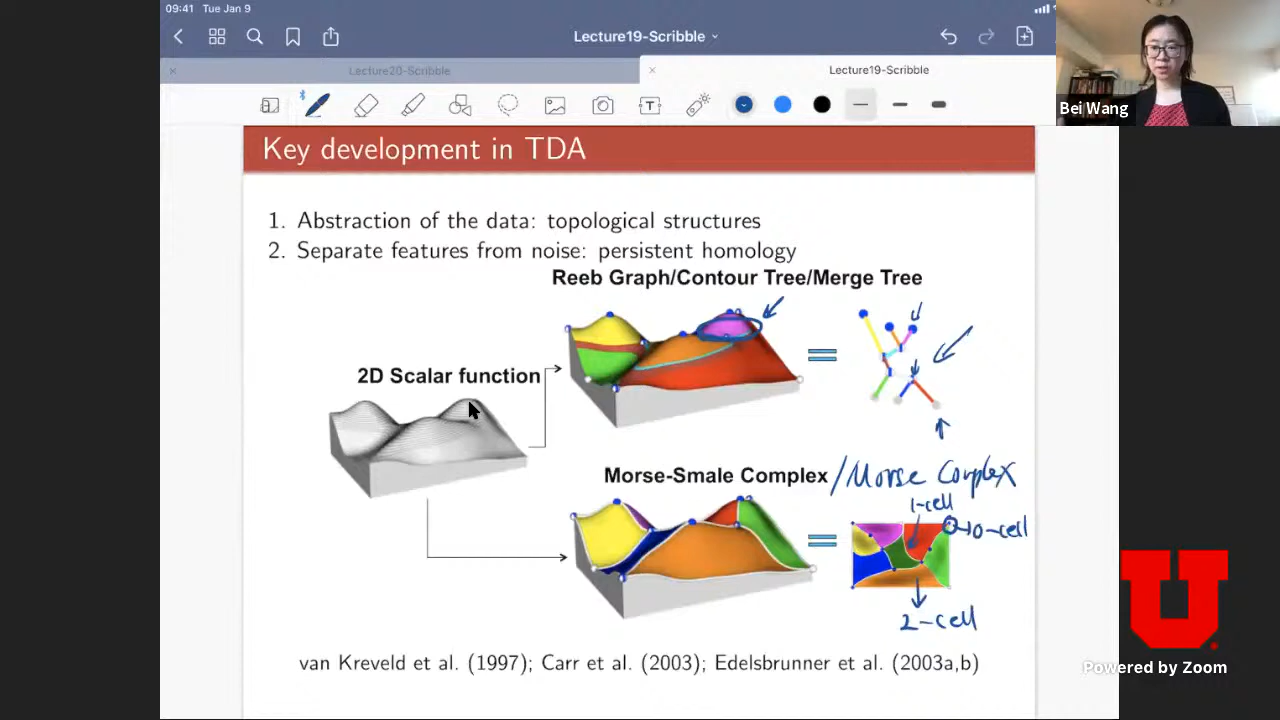 09:41 Tue Jan 9
Lecture19-Scribble
Lecture20-Scribble
Lecture19-Scribble
T
Bei Wang
Key development in TDA
1. Abstraction of the data: topological structures
2. Separate features from noise: persistent homology
Reeb Graph/Contour Tree/Merge Tree
2D Scalar function
Morse-Smale Complex /Morse Complex
1-cell
0-cell
2-cell
van Kreveld et al. (1997); Carr et al. (2003); Edelsbrunner et al. (2003a,b)
U
Powered by Zoom